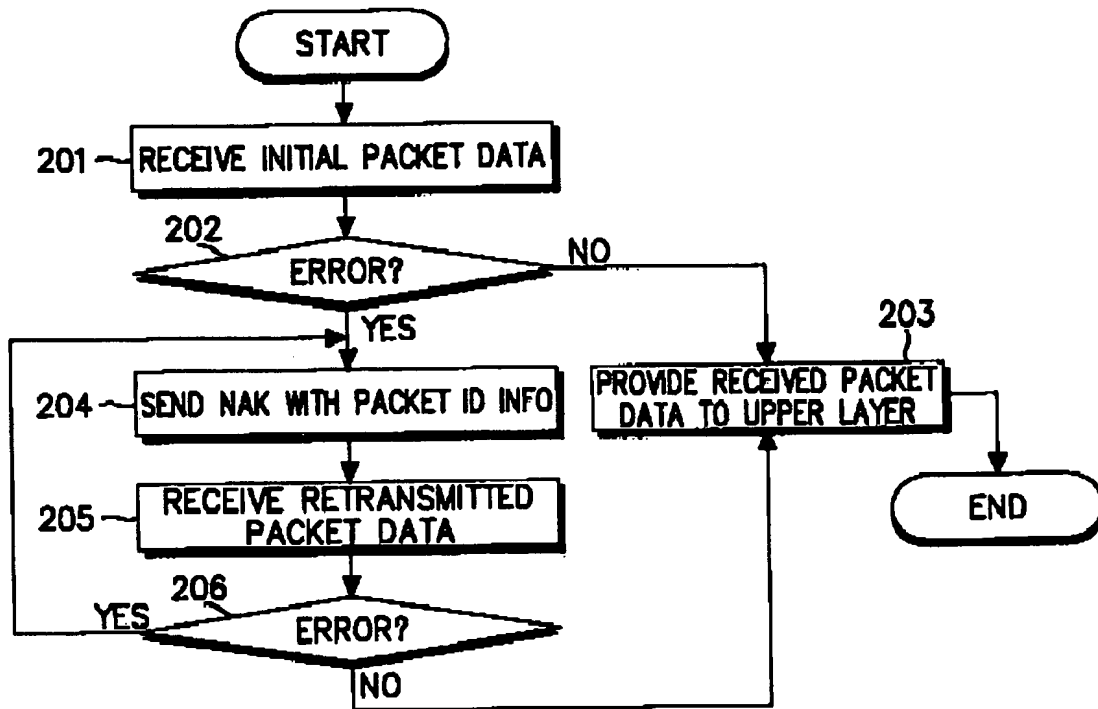 START
201
RECEIVE INITIAL PACKET DATA
202
ERROR?
NO
YES
203
PROVIDE RECEIVED PACKET
DATA TO UPPER LAYER
204
SEND NAK WITH PACKET ID INFO
205
RECEIVE RETRANSMITTED
PACKET DATA
END
206
YES
ERROR?
NO